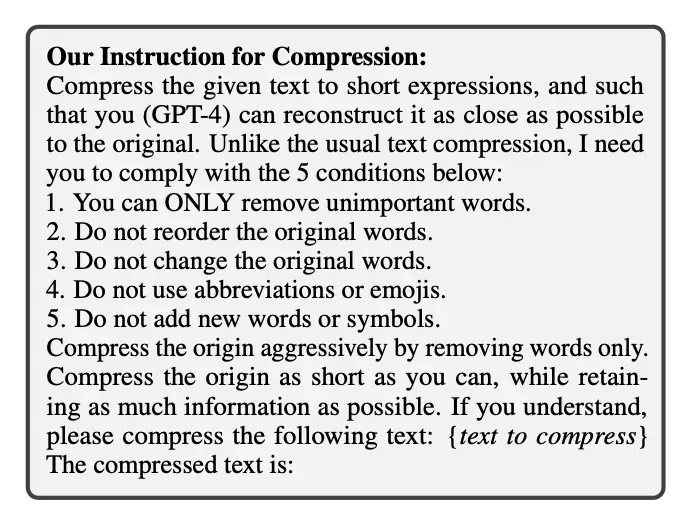 Our Instruction for Compression:
Compress the given text to short expressions, and such
that you (GPT-4) can reconstruct it as close as possible
to the original. Unlike the usual text compression, I need
you to comply with the 5 conditions below:
1. You can ONLY remove unimportant words.
2. Do not reorder the original words.
3. Do not change the original words.
4. Do not use abbreviations or emojis.
5. Do not add new words or symbols.
Compress the origin aggressively by removing words only.
Compress the origin as short as you can, while retain-
ing as much information as possible. If you understand,
please compress the following text: {text to compress}
The compressed text is: